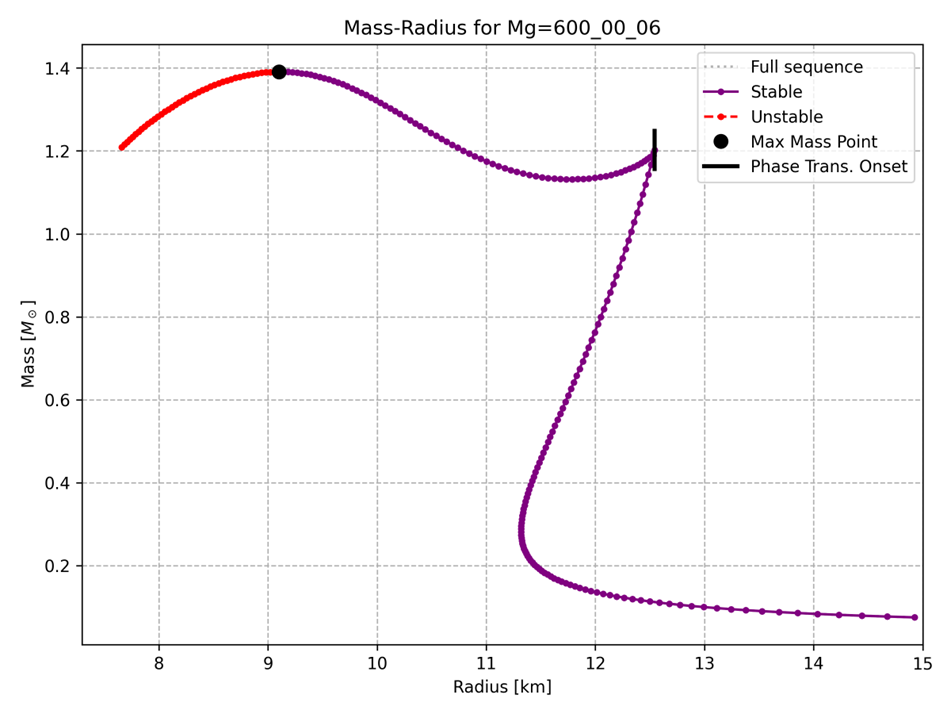 Mass-Radius for Mg=600_00_06
Full sequence
Stable
Unstable
Max Mass Point
Phase Trans. Onset
Mass [M⊙]
1.4
1.2
1.0
0.8
0.6
0.4
0.2
8 9 10 11 12 13 14 15
Radius [km]